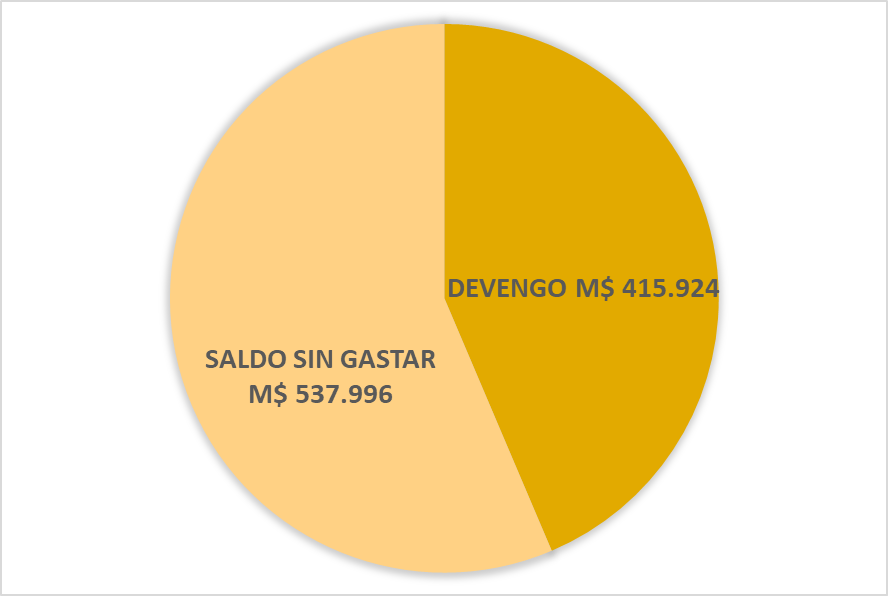 DEVENGO M$ 415.924
SALDO SIN GASTAR
M$ 537.996